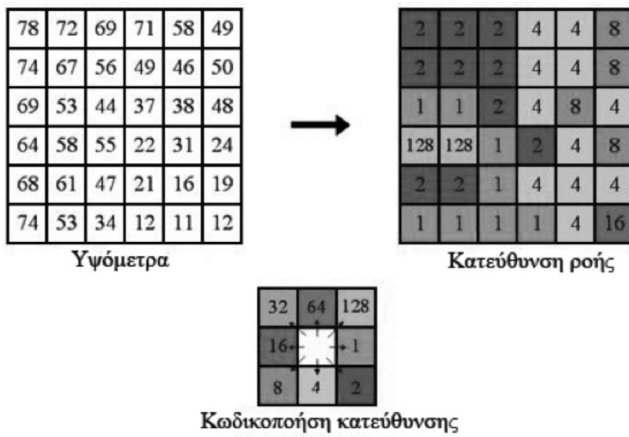 78 72 69 71 58 49 2 2 2 4 4 8
74 67 56 49 46 50 2 2 2 4 4 8
69 53 44 37 38 48 1 1 2 4 8 4
64 58 55 22 31 24 128 128 1 2 4 8
68 61 47 21 16 19 2 2 1 4 4 4
74 53 34 12 11 12 1 1 1 1 4 16
Υψόμετρα Κατεύθυνση ροής
32 64 128
16 1
8 4 2
Κωδικοποήση κατεύθυνσης